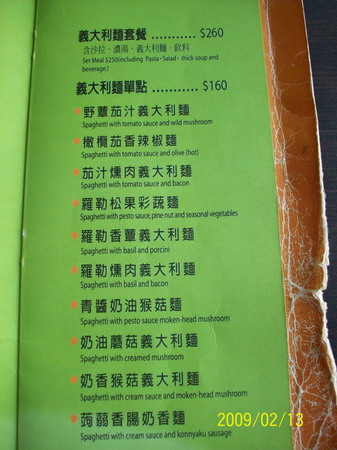 義大利麵套餐 ........... $260
含沙拉、濃湯、義大利麵、飲料
Set Meal $250(including Pasta、Salad、thick soup and
beverage.)
義大利麵單點 ........... $160
野蕈茄汁義大利麵
Spaghetti with tomato sauce and wild mushroom
橄欖茄香辣椒麵
Spaghetti with tomato sauce and olive (hot)
茄汁燻肉義大利麵
Spaghetti with tomato sauce and bacon
羅勒松果彩蔬麵
Spaghetti with pesto sauce,pine nut and seasonal vegetables
羅勒香蕈義大利麵
Spaghetti with basil and porcini
羅勒燻肉義大利麵
Spaghetti with basil and bacon
青醬奶油猴菇麵
Spaghetti with pesto sauce moken-head mushroom
奶油蘑菇義大利麵
Spaghetti with creamed mushroom
奶香猴菇義大利麵
Spaghetti with cream sauce and moken-head mushroom
蒟蒻香腸奶香麵
Spaghetti with cream sauce and konnyaku sausage
2009/02/13